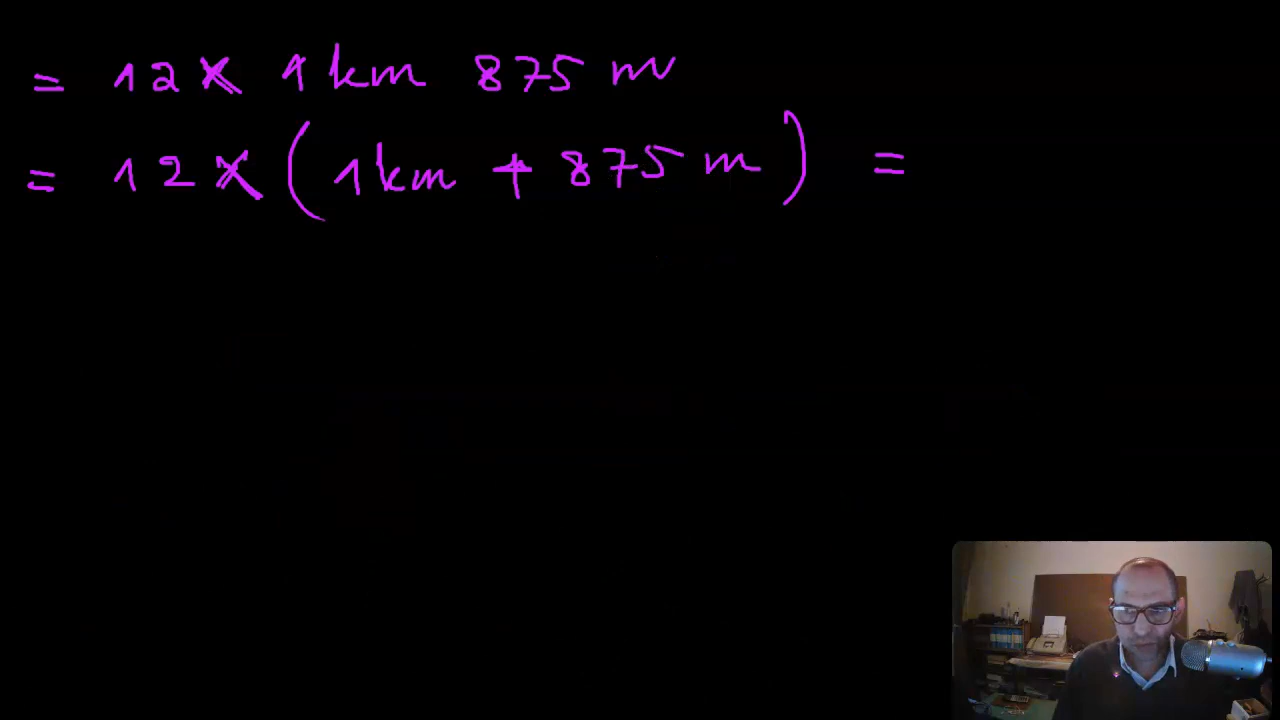 = 12 × 1 km 875 m
= 12 × (1 km + 875 m) =